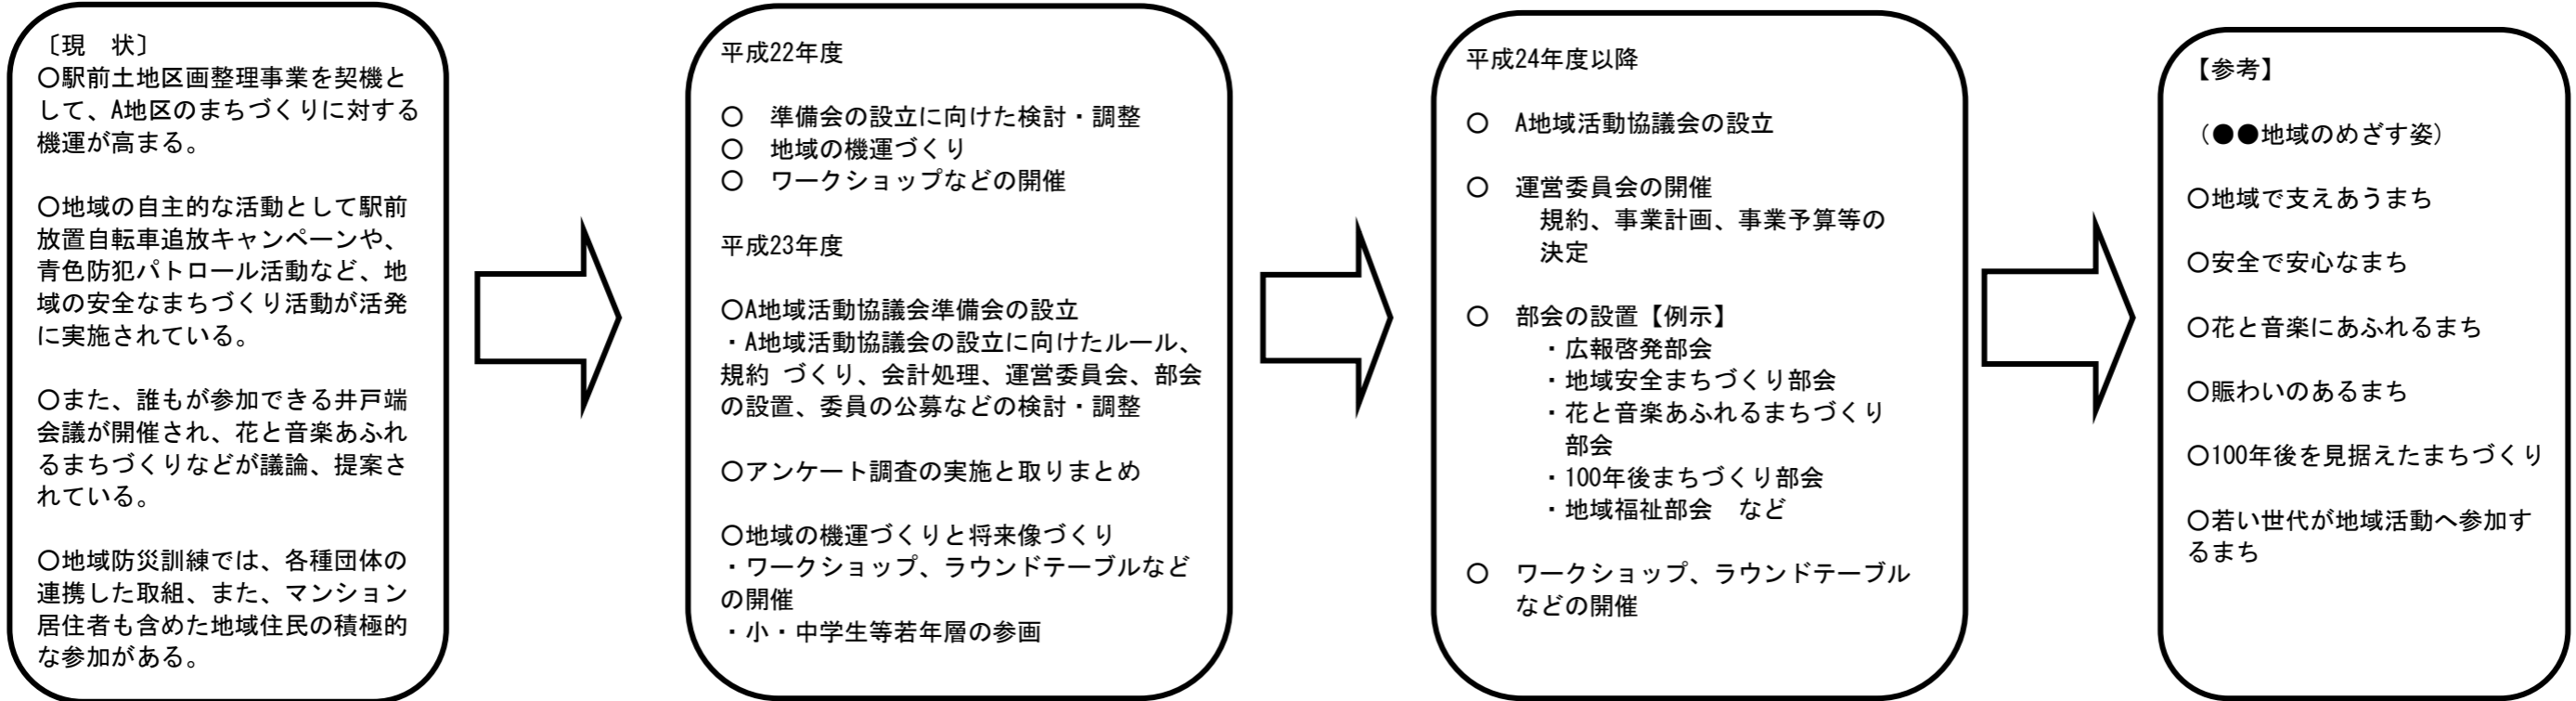 〔現　状〕
〇駅前土地区画整理事業を契機と
して、A地区のまちづくりに対する
機運が高まる。
〇地域の自主的な活動として駅前
放置自転車追放キャンペーンや、
青色防犯パトロール活動など、地
域の安全なまちづくり活動が活発
に実施されている。
〇また、誰もが参加できる井戸端
会議が開催され、花と音楽あふれ
るまちづくりなどが議論、提案さ
れている。
〇地域防災訓練では、各種団体の
連携した取組、また、マンション
居住者も含めた地域住民の積極的
な参加がある。
平成22年度
〇　準備会の設立に向けた検討・調整
〇　地域の機運づくり
〇　ワークショップなどの開催
平成23年度
〇A地域活動協議会準備会の設立
・A地域活動協議会の設立に向けたルール、
規約 づくり、会計処理、運営委員会、部会
の設置、委員の公募などの検討・調整
〇アンケート調査の実施と取りまとめ
〇地域の機運づくりと将来像づくり
・ワークショップ、ラウンドテーブルなど
の開催
・小・中学生等若年層の参画
平成24年度以降
〇　A地域活動協議会の設立
〇　運営委員会の開催
規約、事業計画、事業予算等の
決定
〇　部会の設置【例示】
・広報啓発部会
・地域安全まちづくり部会
・花と音楽あふれるまちづくり
部会
・100年後まちづくり部会
・地域福祉部会　など
〇　ワークショップ、ラウンドテーブル
などの開催
【参考】
（●●地域のめざす姿）
〇地域で支えあうまち
〇安全で安心なまち
〇花と音楽にあふれるまち
〇賑わいのあるまち
〇100年後を見据えたまちづくり
〇若い世代が地域活動へ参加す
るまち